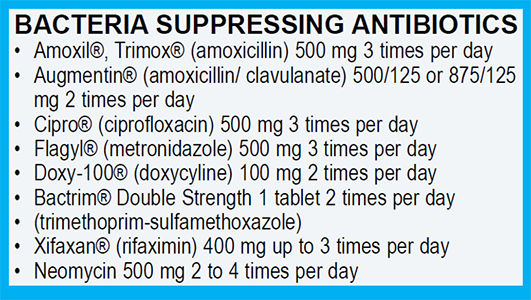 BACTERIA SUPPRESSING ANTIBIOTICS
• Amoxil®, Trimox® (amoxicillin) 500 mg 3 times per day
• Augmentin® (amoxicillin/ clavulanate) 500/125 or 875/125
mg 2 times per day
• Cipro® (ciprofloxacin) 500 mg 3 times per day
• Flagyl® (metronidazole) 500 mg 3 times per day
• Doxy-100® (doxycyline) 100 mg 2 times per day
• Bactrim® Double Strength 1 tablet 2 times per day
• (trimethoprim-sulfamethoxazole)
• Xifaxan® (rifaximin) 400 mg up to 3 times per day
• Neomycin 500 mg 2 to 4 times per day